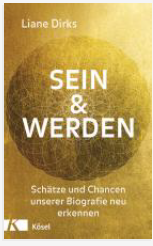 Liane Dirks
SEIN
&
WERDEN
Schätze und Chancen
unserer Biografie neu
erkennen
Kösel